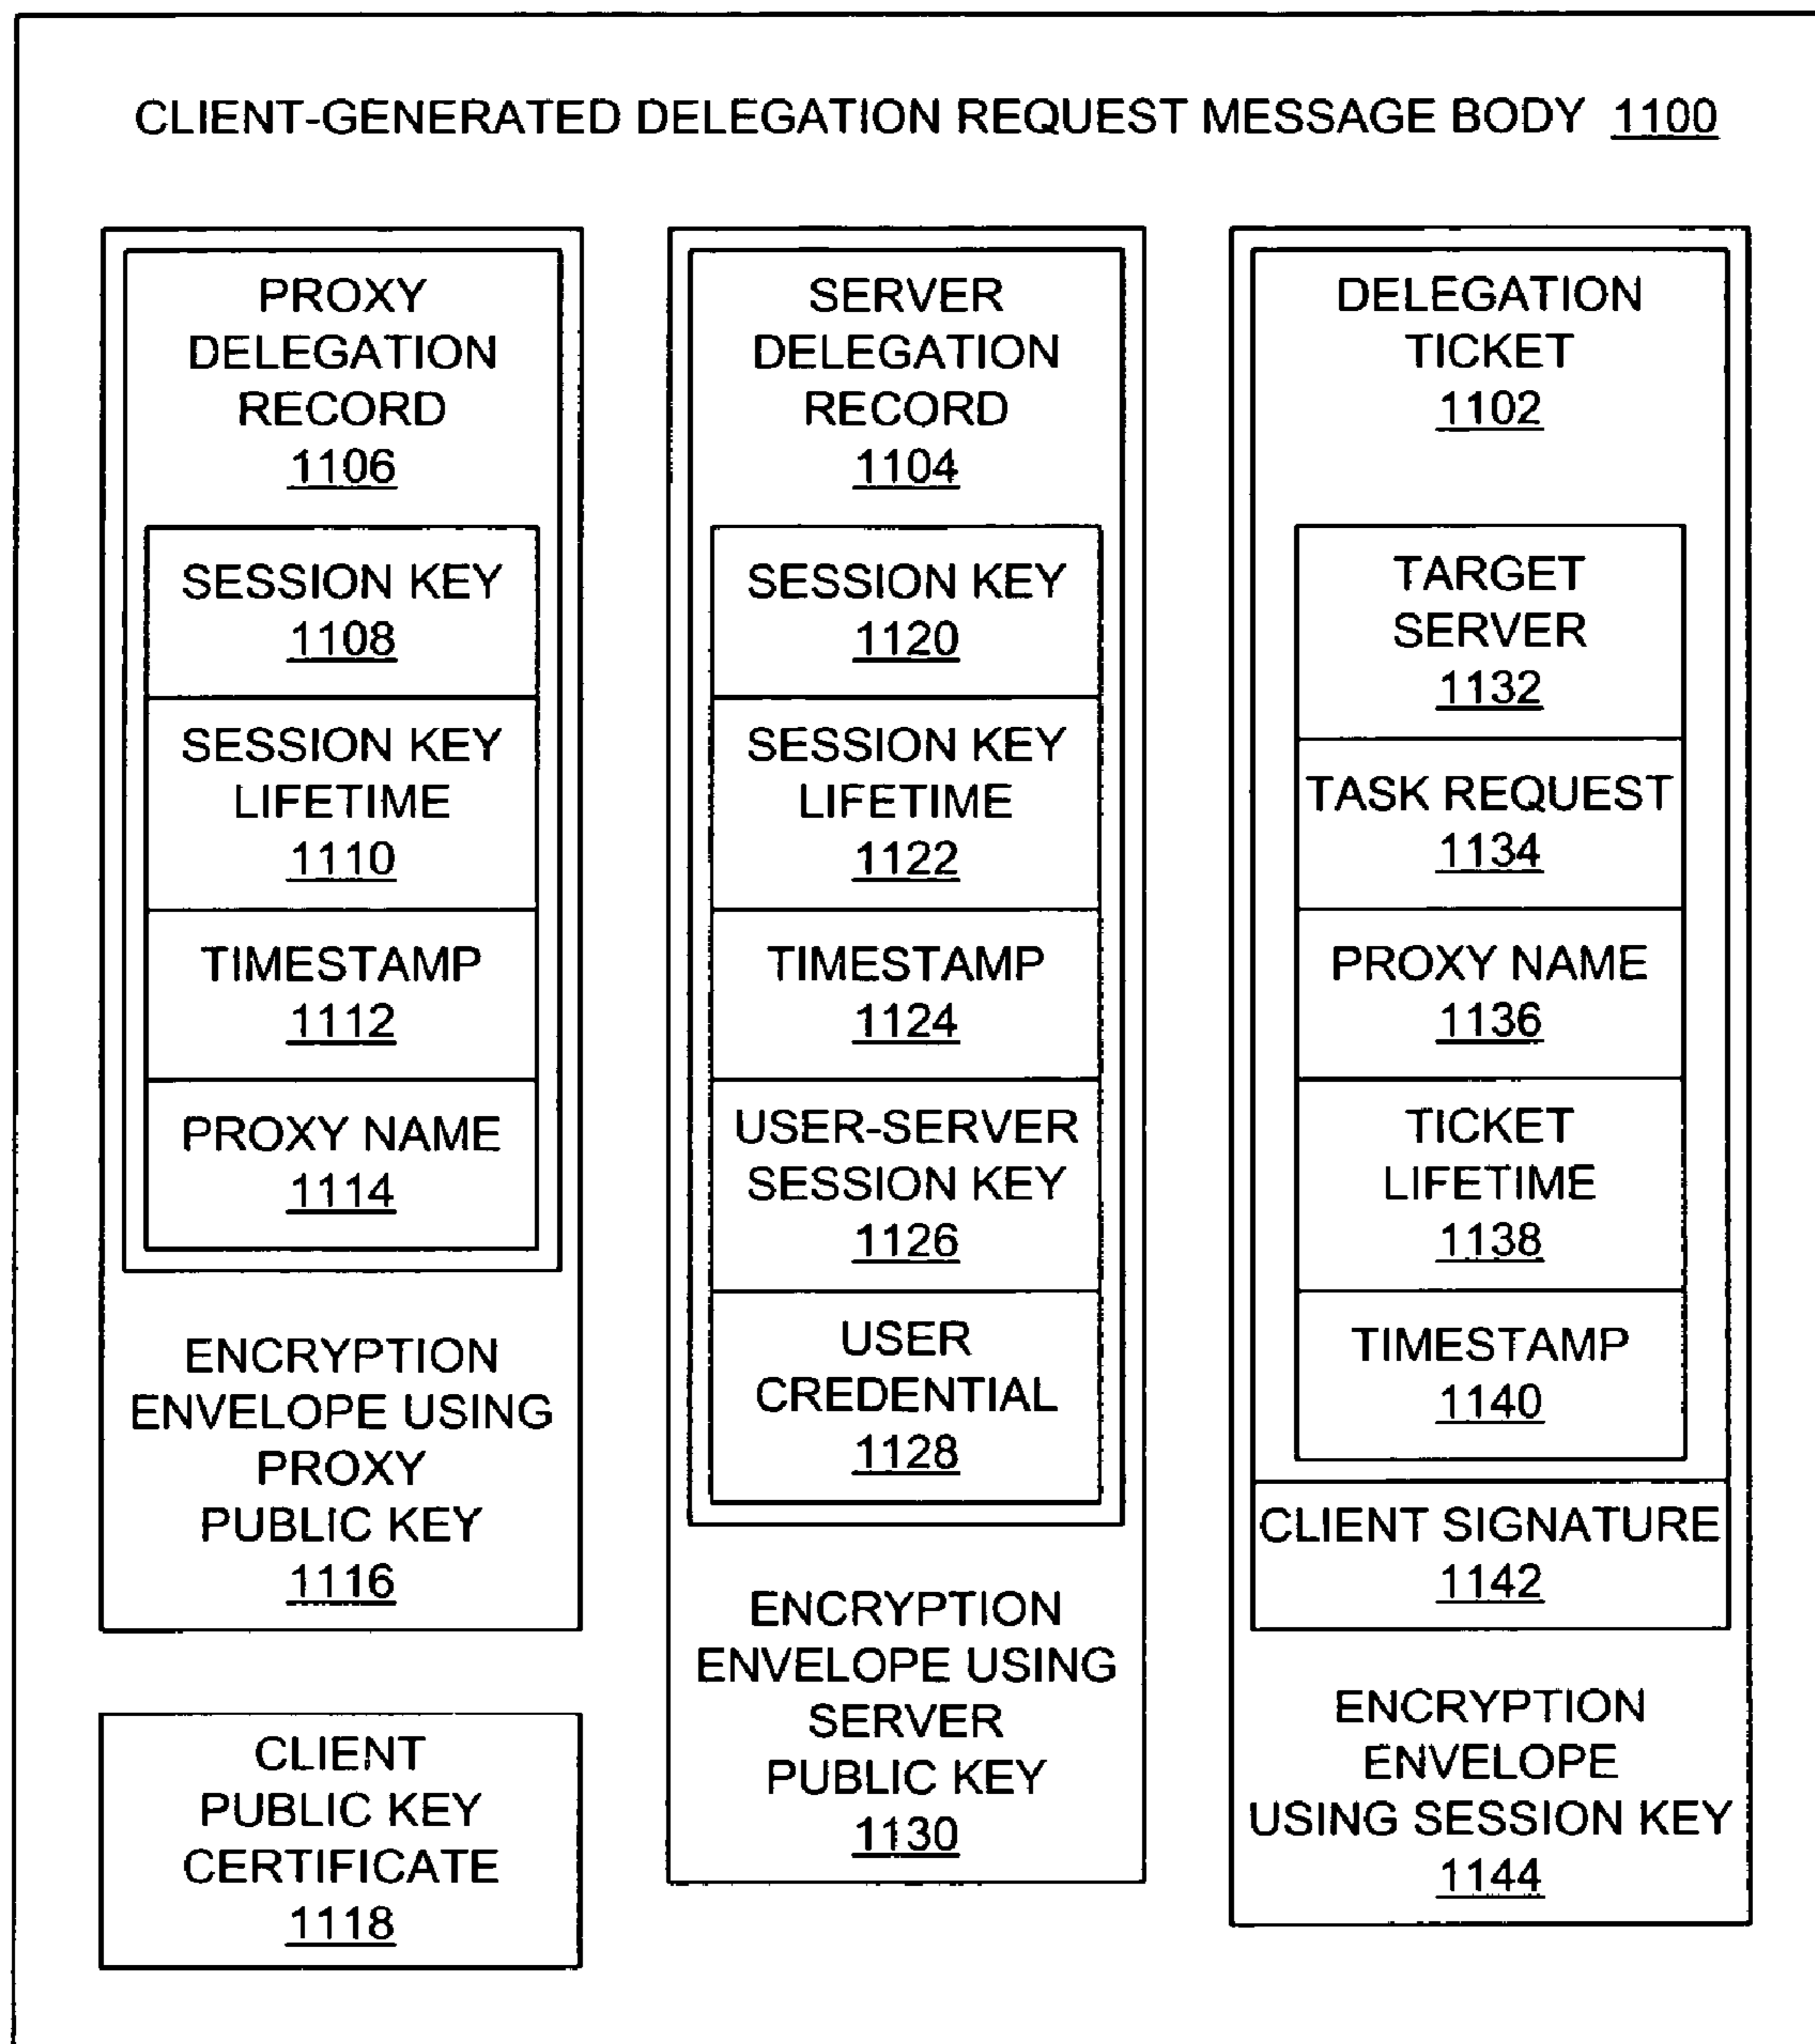 CLIENT-GENERATED DELEGATION REQUEST MESSAGE BODY 1100
PROXY
DELEGATION
RECORD
1106
SESSION KEY
1108
SESSION KEY
LIFETIME
1110
TIMESTAMP
1112
PROXY NAME
1114
ENCRYPTION
ENVELOPE USING
PROXY
PUBLIC KEY
1116
CLIENT
PUBLIC KEY
CERTIFICATE
1118
SERVER
DELEGATION
RECORD
1104
SESSION KEY
1120
SESSION KEY
LIFETIME
1122
TIMESTAMP
1124
USER-SERVER
SESSION KEY
1126
USER
CREDENTIAL
1128
ENCRYPTION
ENVELOPE USING
SERVER
PUBLIC KEY
1130
DELEGATION
TICKET
1102
TARGET
SERVER
1132
TASK REQUEST
1134
PROXY NAME
1136
TICKET
LIFETIME
1138
TIMESTAMP
1140
CLIENT SIGNATURE
1142
ENCRYPTION
ENVELOPE
USING SESSION KEY
1144